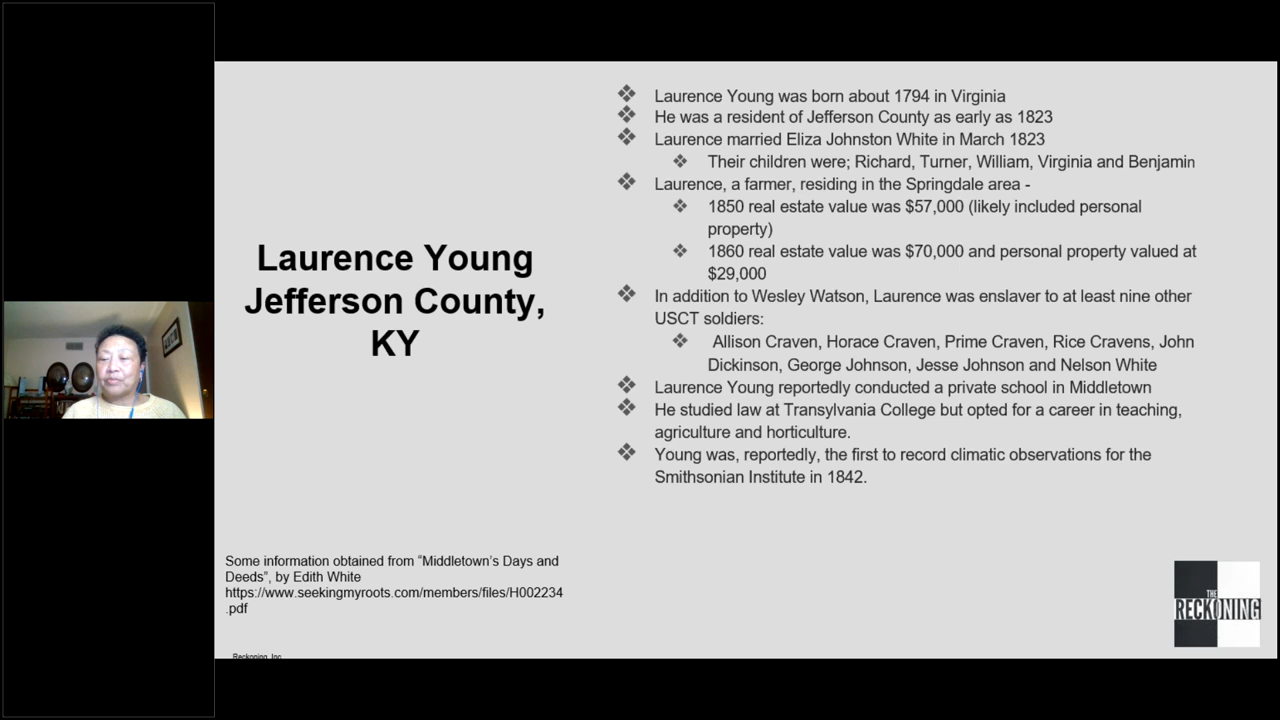 Laurence Young
Jefferson County,
KY
Some information obtained from “Middletown’s Days and
Deeds”, by Edith White
https://www.seekingmyroots.com/members/files/H002234
.pdf
Reckoning, Inc.
Laurence Young was born about 1794 in Virginia
He was a resident of Jefferson County as early as 1823
Laurence married Eliza Johnston White in March 1823
Their children were; Richard, Turner, William, Virginia and Benjamin
Laurence, a farmer, residing in the Springdale area -
1850 real estate value was $57,000 (likely included personal
property)
1860 real estate value was $70,000 and personal property valued at
$29,000
In addition to Wesley Watson, Laurence was enslaver to at least nine other
USCT soldiers:
Allison Craven, Horace Craven, Prime Craven, Rice Cravens, John
Dickinson, George Johnson, Jesse Johnson and Nelson White
Laurence Young reportedly conducted a private school in Middletown
He studied law at Transylvania College but opted for a career in teaching,
agriculture and horticulture.
Young was, reportedly, the first to record climatic observations for the
Smithsonian Institute in 1842.
THE
RECKONING